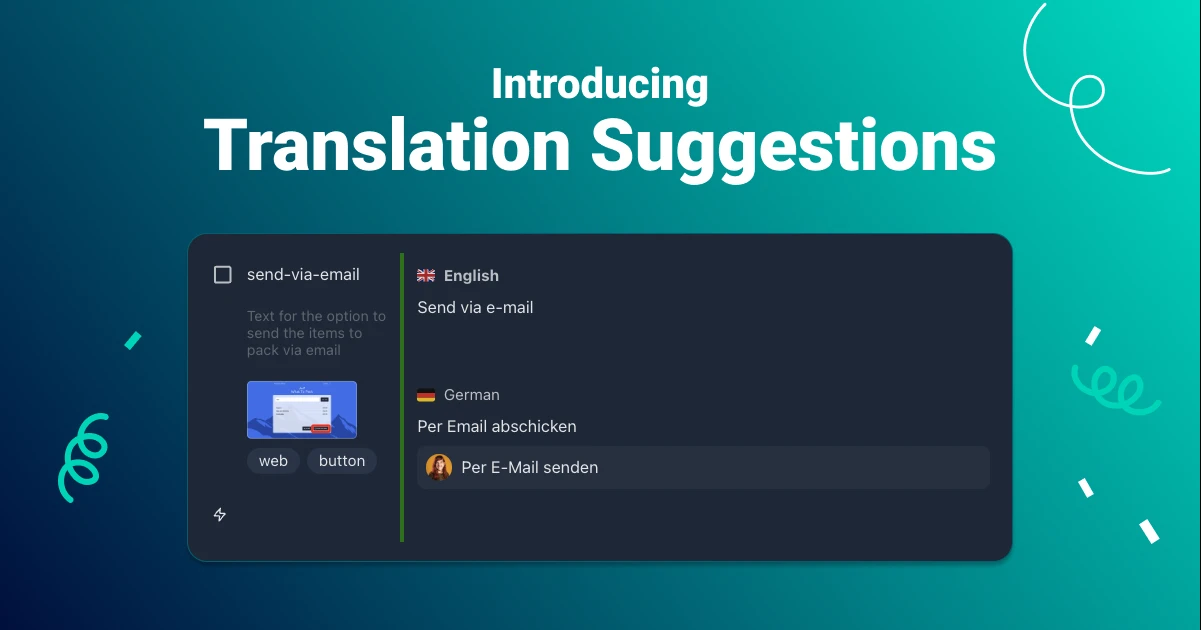 Introducing
Translation Suggestions
send-via-email
Text for the option to
send the items to
pack via email
web
button
English
Send via e-mail
German
Per Email abschicken
Per E-Mail senden